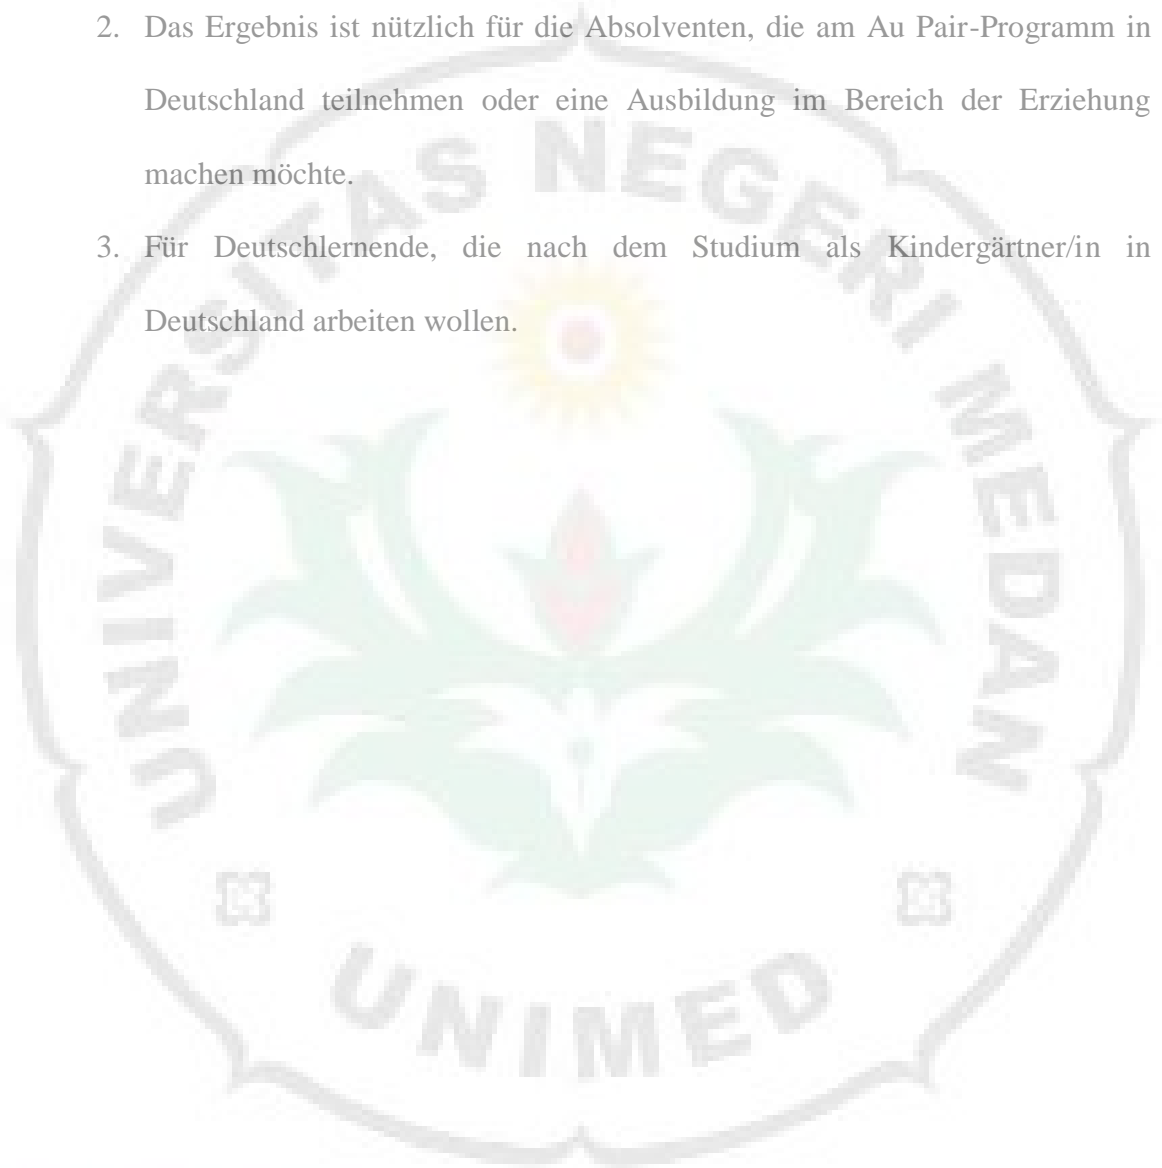 2. Das Ergebnis ist nützlich für die Absolventen, die am Au Pair-Programm in
Deutschland teilnehmen oder eine Ausbildung im Bereich der Erziehung
machen möchte.
3. Für Deutschlernende, die nach dem Studium als Kindergärtner/in in
Deutschland arbeiten wollen.
UNIVERSITAS NEGERI MEDAN
UNIMED